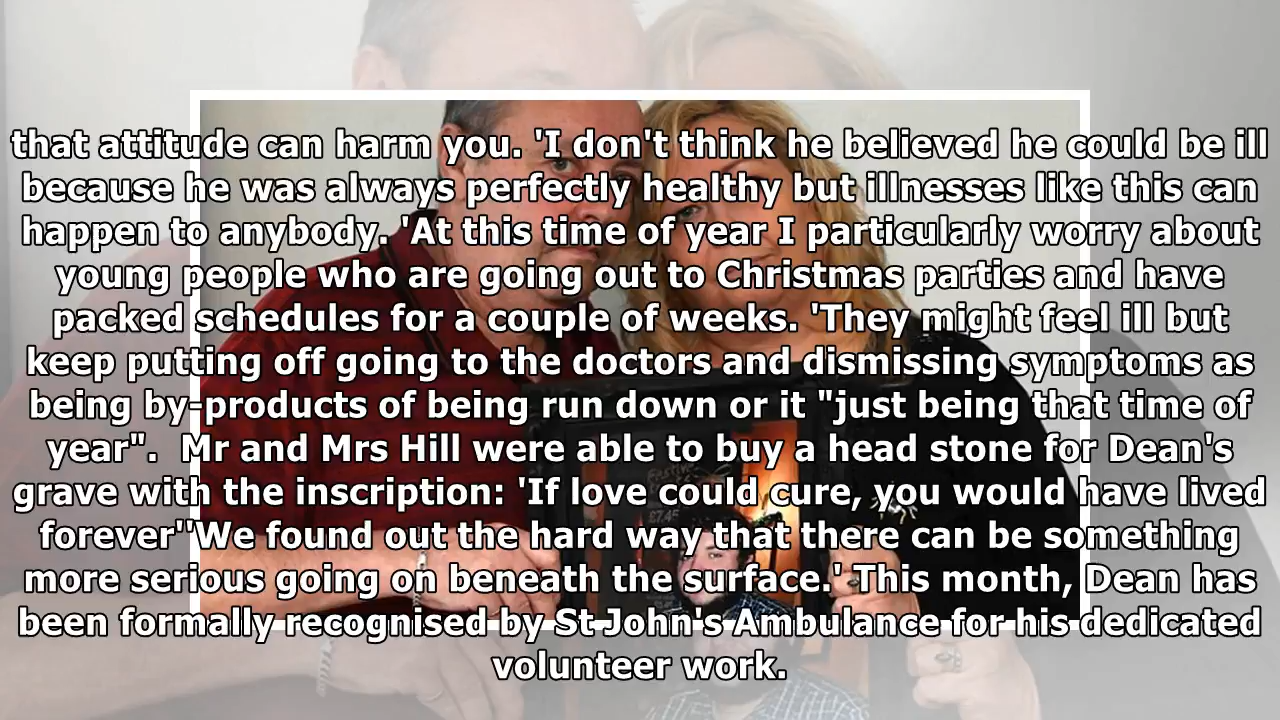 that attitude can harm you. 'I don't think he believed he could be ill
because he was always perfectly healthy but illnesses like this can
happen to anybody. 'At this time of year I particularly worry about
young people who are going out to Christmas parties and have
packed schedules for a couple of weeks. 'They might feel ill but
keep putting off going to the doctors and dismissing symptoms as
being by-products of being run down or it "just being that time of
year".  Mr and Mrs Hill were able to buy a head stone for Dean's
grave with the inscription: 'If love could cure, you would have lived
forever''We found out the hard way that there can be something
more serious going on beneath the surface.' This month, Dean has
been formally recognised by St John's Ambulance for his dedicated
volunteer work.
Festive
£7.45